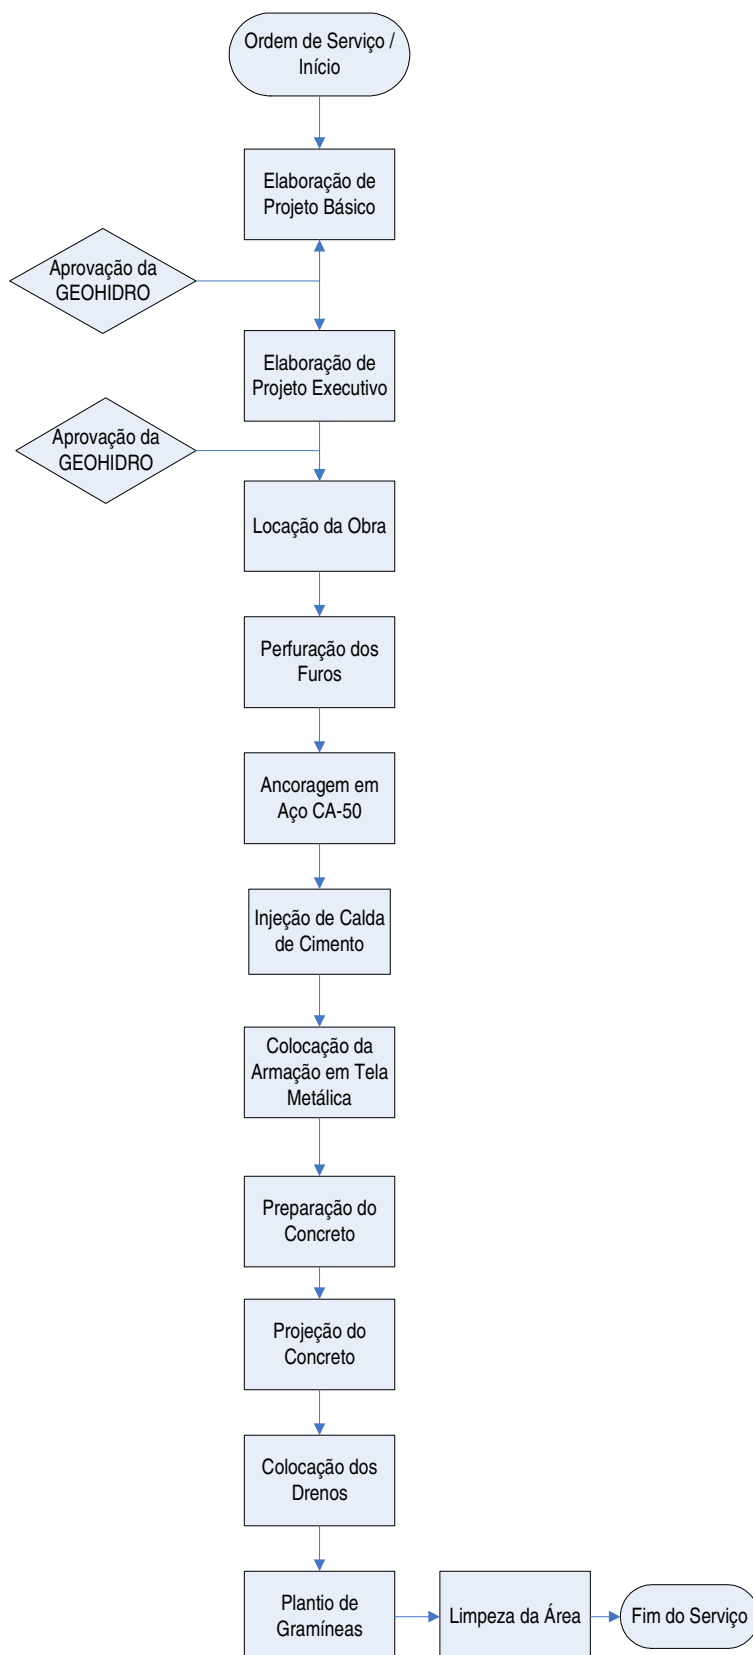 Ordem de Serviço /
Início
Elaboração de
Projeto Básico
Aprovação da
GEOHIDRO
Elaboração de
Projeto Executivo
Aprovação da
GEOHIDRO
Locação da Obra
Perfuração dos
Furos
Ancoragem em
Aço CA-50
Injeção de Calda
de Cimento
Colocação da
Armação em Tela
Metálica
Preparação do
Concreto
Projeção do
Concreto
Colocação dos
Drenos
Plantio de
Gramíneas
Limpeza da Área
Fim do Serviço